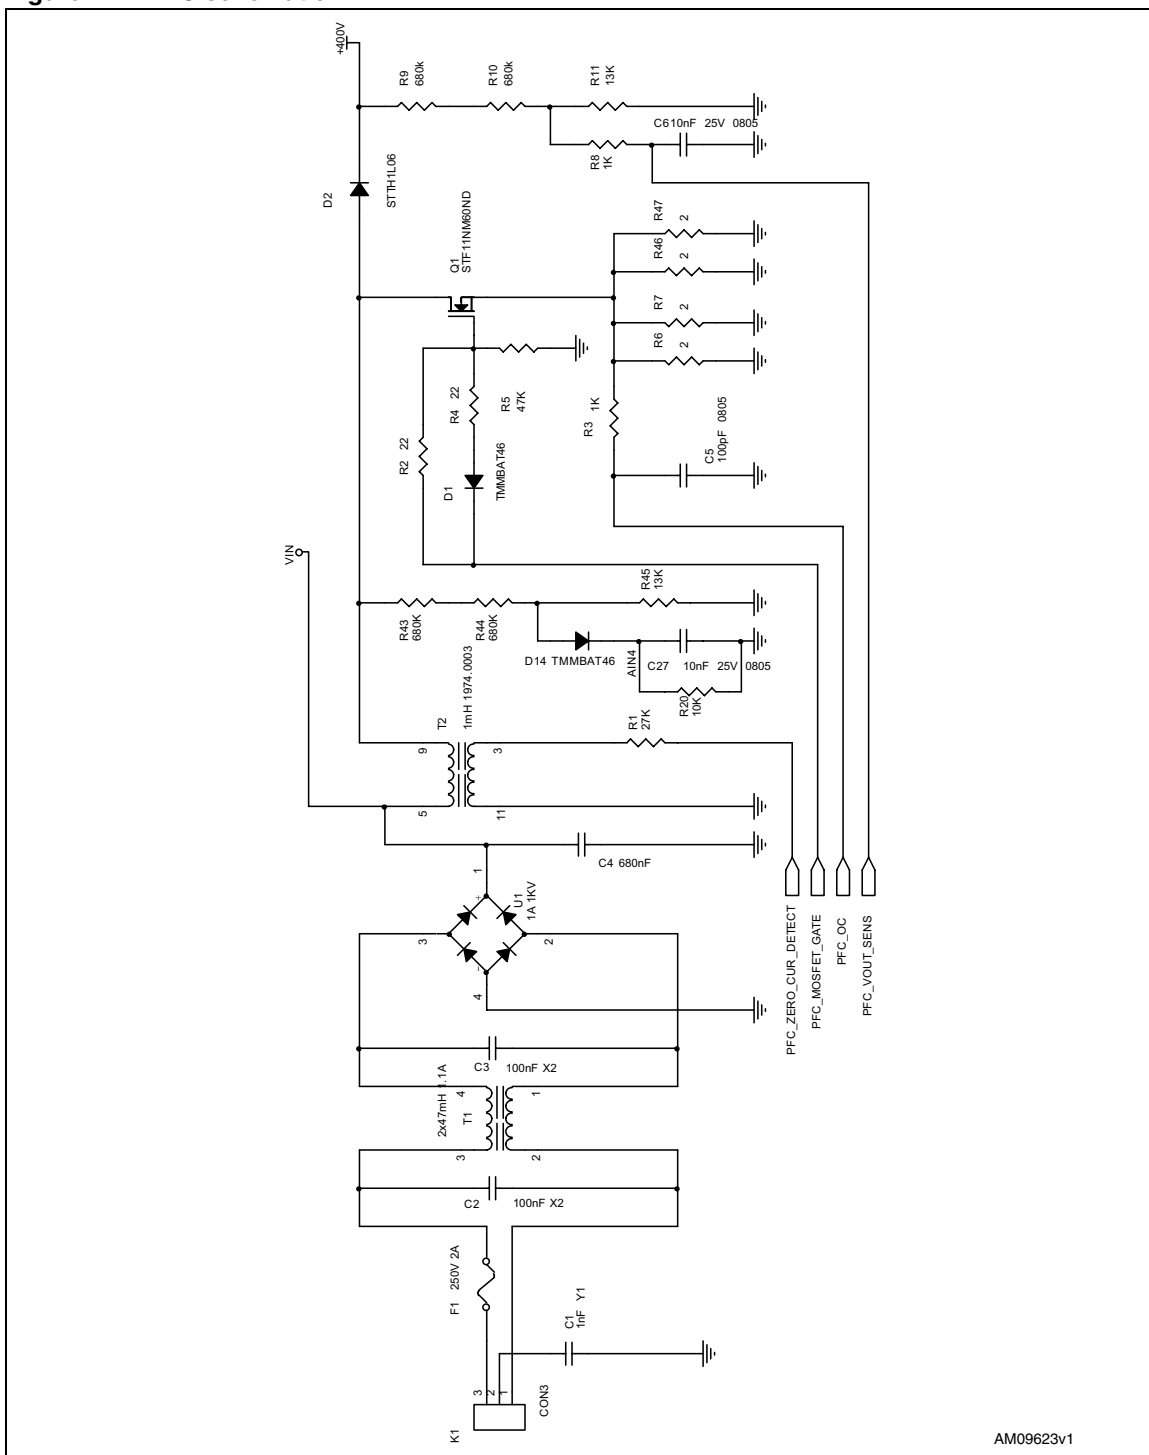 +400V
R9
680k
R10
680k
R11
13K
C610nF 25V 0805
R8
1K
D2
STTH1L06
Q1
STF11NM60ND
R47
2
R46
2
R7
2
R6
2
R2 22
R4 22
R5
47K
D1
TMMBAT46
R3 1K
C5
100pF 0805
VIN
R43
680K
R44
680K
R45
13K
D14 TMMBAT46
AIN4
C27 10nF 25V 0805
R20
10K
T2
1mH 1974.0003
9
3
5
11
R1
27K
C4 680nF
1
+
U1
1A 1KV
3
2
-
4
PFC_ZERO_CUR_DETECT
PFC_MOSFET_GATE
PFC_OC
PFC_VOUT_SENS
C3 100nF X2
2x47mH 1.1A
T1
4
1
3
2
C2 100nF X2
F1 250V 2A
C1
1nF Y1
3
2
1
K1
CON3
AM09623v1